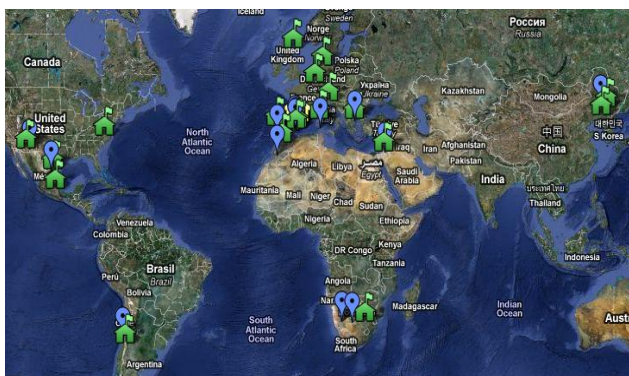 Iceland
Norge
Norw
Sweden
Россия
Russia
United
Kingdom
Polska
Poland
Україна
Ukraine
Canada
Kazakhstan
Mongolia
United
States
North
Atlantic
Ocean
Iran
Afghanistan
Pakistan
中国
China
대한민국
S Korea
Algeria
Libya
مصر
Egypt
Saudi
Arabia
India
Mauritania
Mali
Niger
Chad
Sudan
ประเทศไทย
Thailand
Venezuela
Colombia
Nigeria
Ethiopia
DR Congo
Kenya
Tanzania
Indonesia
Perú
Brasil
Brazil
Bolivia
Angola
Madagascar
Indian
Ocean
South
Atlantic
Ocean
South
Africa
Argentina
Aust